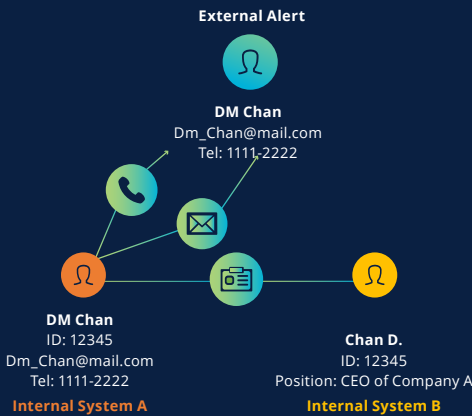 External Alert
DM Chan
Dm_Chan@mail.com
Tel: 1111-2222
DM Chan
ID: 12345
Dm_Chan@mail.com
Tel: 1111-2222
Internal System A
Chan D.
ID: 12345
Position: CEO of Company A
Internal System B